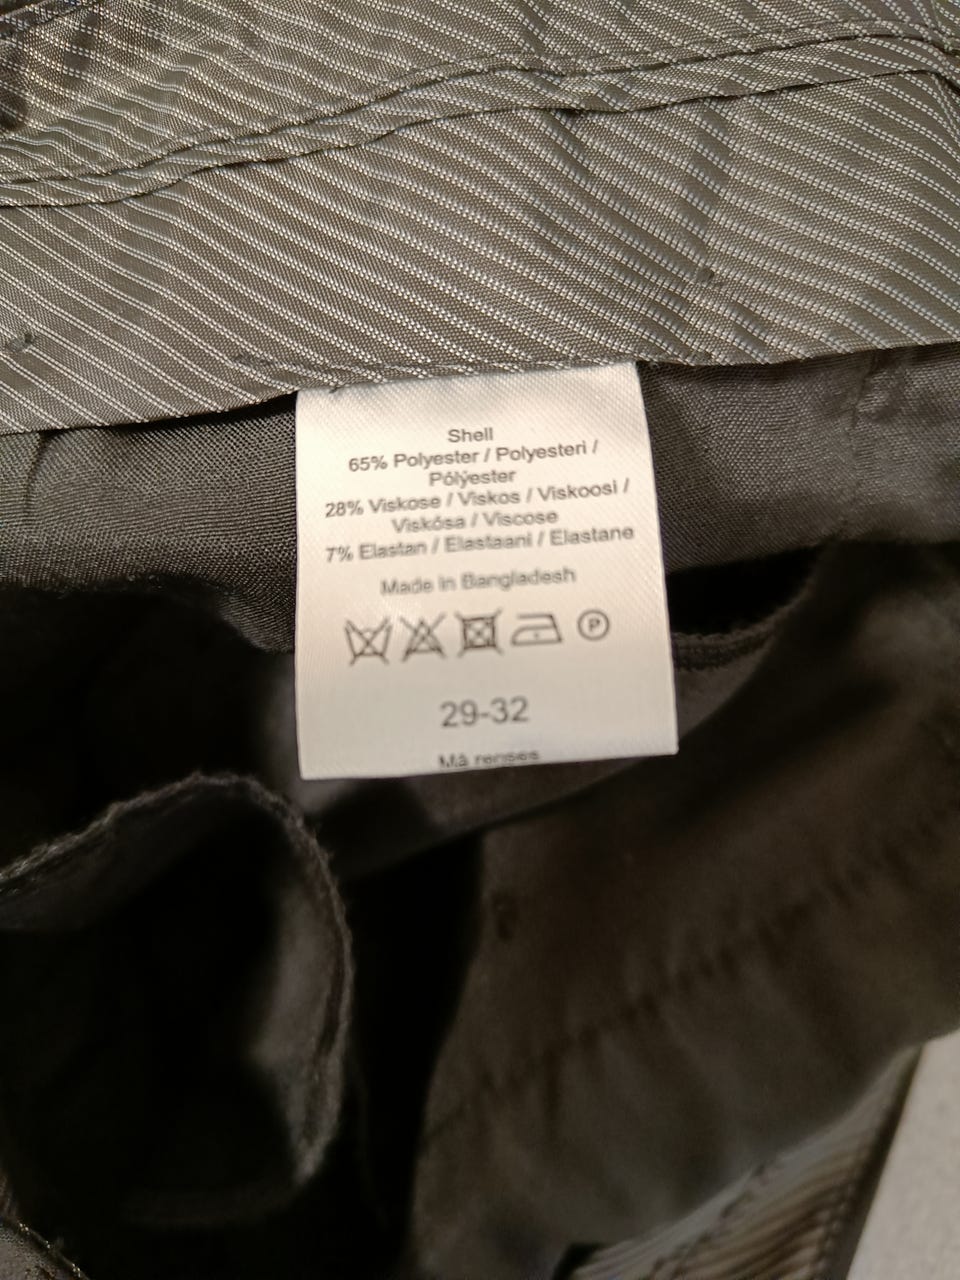 Shell
65% Polyester / Polyesteri /
Pólýester
28% Viskose / Viskos / Viskoosi /
Viskósa / Viscose
7% Elastan / Elastaani / Elastane
Made in Bangladesh
P
29-32
Må renses